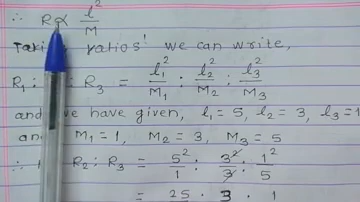 ∴ R ∝ l²/M
Taking ratios' we can write,
R₁ : : R₃ = l₁²/M₁ : l₂²/M₂ : l₃²/M₃
and we have given, l₁ = 5, l₂ = 3, l₃ =
and M₁ = 1, M₂ = 3, M₃ = 5
∴ R₂ : R₃ = 5²/1 : 3²/3 : 1²/5
= 25 : 3 : 1